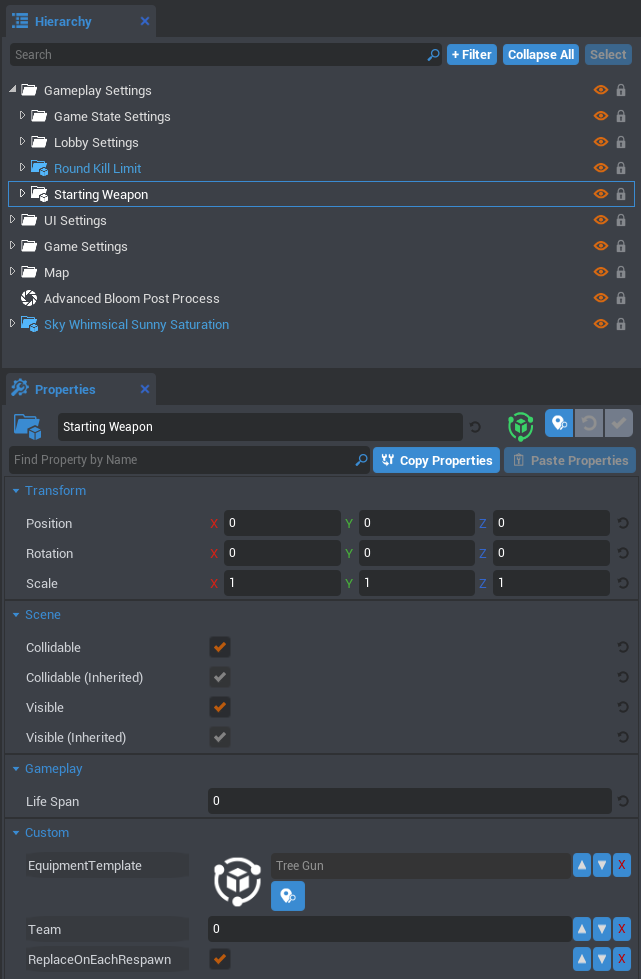 Hierarchy
Search
+ Filter
Collapse All
Select
Gameplay Settings
Game State Settings
Lobby Settings
Round Kill Limit
Starting Weapon
UI Settings
Game Settings
Map
Advanced Bloom Post Process
Sky Whimsical Sunny Saturation
Properties
Starting Weapon
Find Property by Name
Copy Properties
Paste Properties
Transform
Position X 0 Y 0 Z 0
Rotation X 0 Y 0 Z 0
Scale X 1 Y 1 Z 1
Scene
Collidable
Collidable (Inherited)
Visible
Visible (Inherited)
Gameplay
Life Span 0
Custom
EquipmentTemplate Tree Gun X
Team 0 X
ReplaceOnEachRespawn X